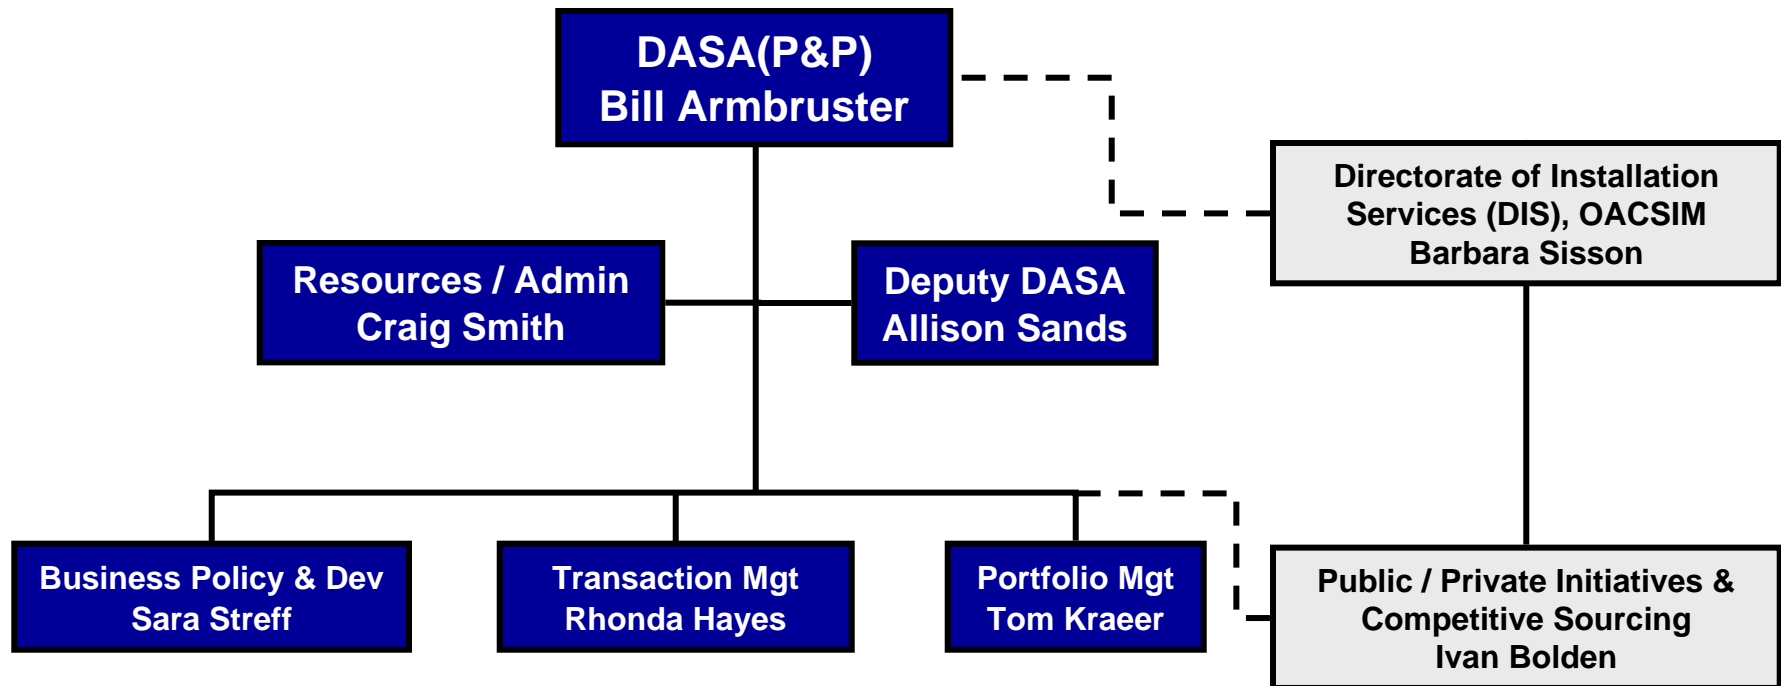 DASA(P&P)
Bill Armbruster
Directorate of Installation
Services (DIS), OACSIM
Barbara Sisson
Resources / Admin
Craig Smith
Deputy DASA
Allison Sands
Business Policy & Dev
Sara Streff
Transaction Mgt
Rhonda Hayes
Portfolio Mgt
Tom Kraeer
Public / Private Initiatives &
Competitive Sourcing
Ivan Bolden